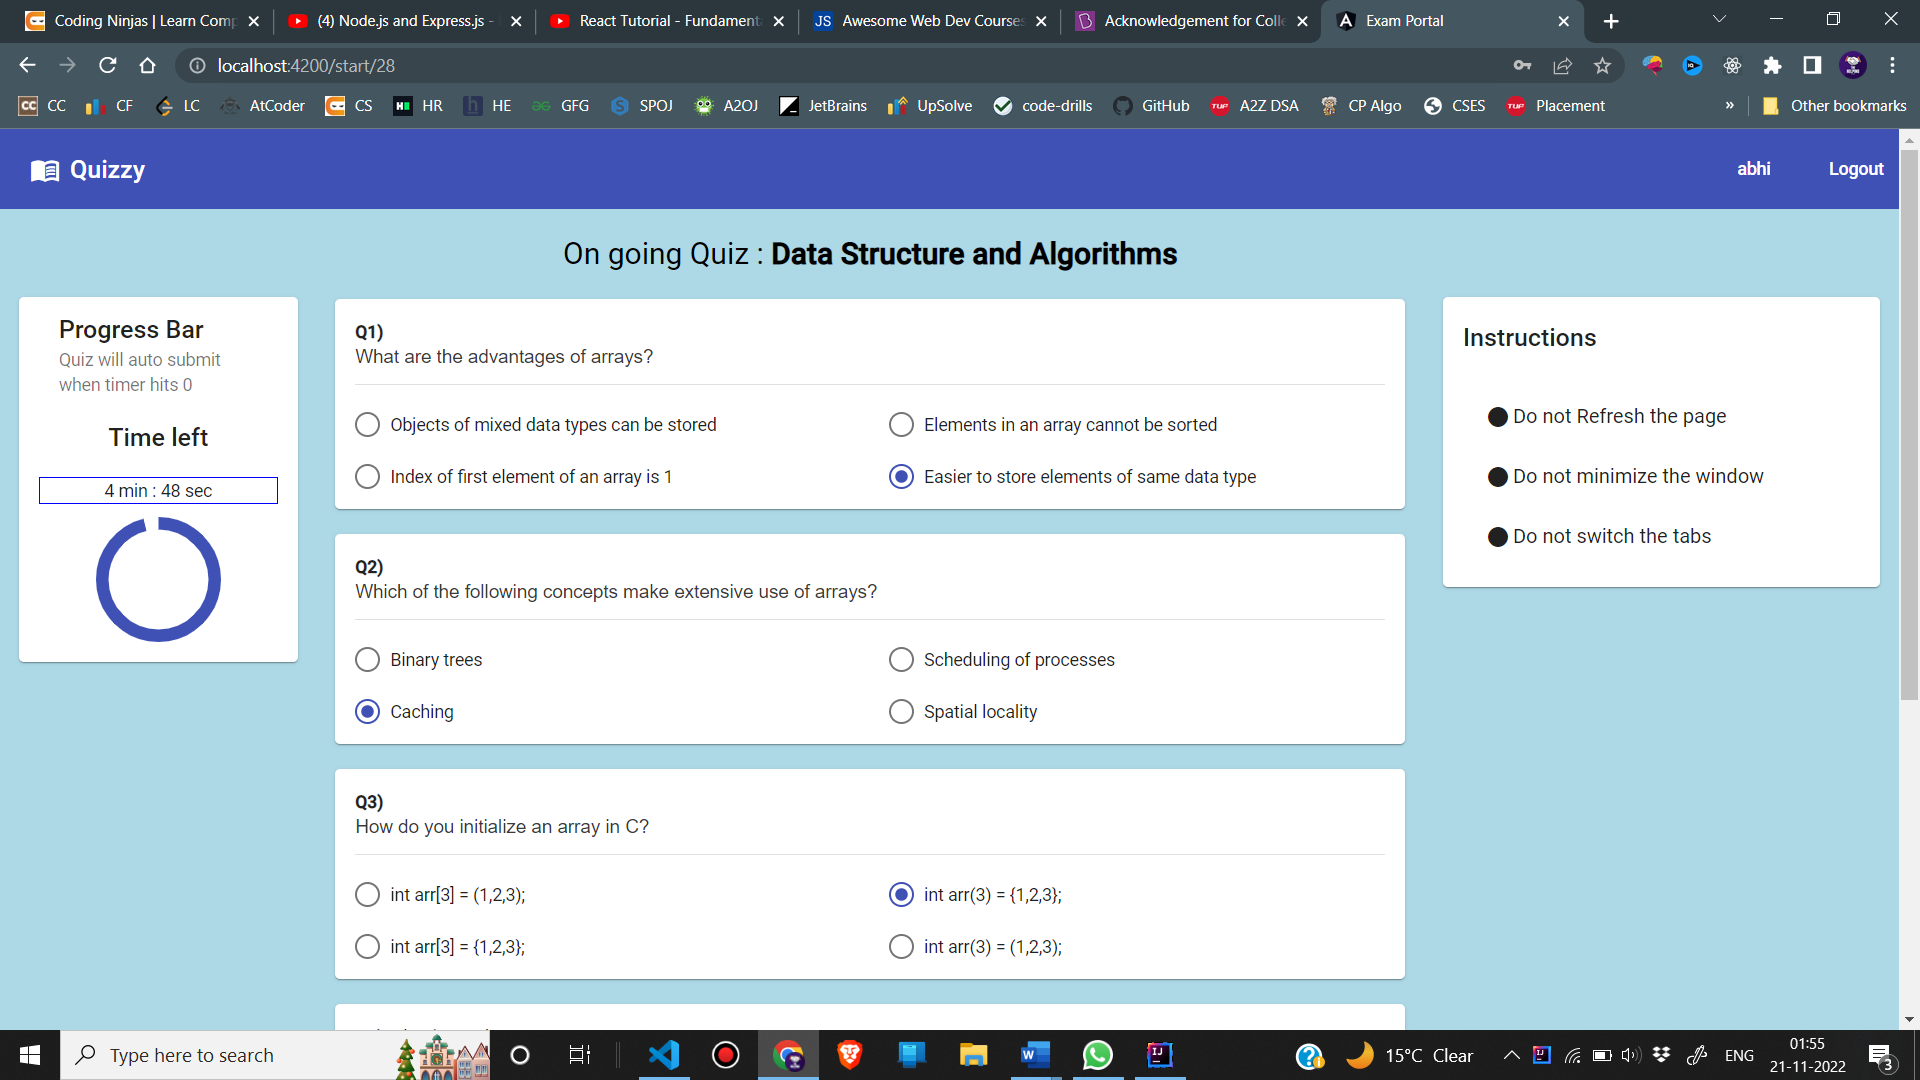 Coding Ninjas | Learn Comp
(4) Node.js and Express.js -
React Tutorial - Fundament
JS Awesome Web Dev Courses
Acknowledgement for Colle
Exam Portal
localhost:4200/start/28
CC CC
CF
LC
AtCoder
CS
HR
h HE
GFG
SPOJ
A2OJ
JetBrains
UpSolve
code-drills
GitHub
TUF A2Z DSA
CP Algo
CSES
TUF Placement
»
Other bookmarks
Quizzy
abhi
Logout
On going Quiz : Data Structure and Algorithms
Progress Bar
Quiz will auto submit
when timer hits 0
Time left
4 min : 48 sec
Q1)
What are the advantages of arrays?
Objects of mixed data types can be stored
Elements in an array cannot be sorted
Index of first element of an array is 1
Easier to store elements of same data type
Q2)
Which of the following concepts make extensive use of arrays?
Binary trees
Scheduling of processes
Caching
Spatial locality
Q3)
How do you initialize an array in C?
int arr[3] = (1,2,3);
int arr(3) = {1,2,3};
int arr[3] = {1,2,3};
int arr(3) = (1,2,3);
Instructions
Do not Refresh the page
Do not minimize the window
Do not switch the tabs
Type here to search
15°C Clear
ENG
01:55
21-11-2022
3